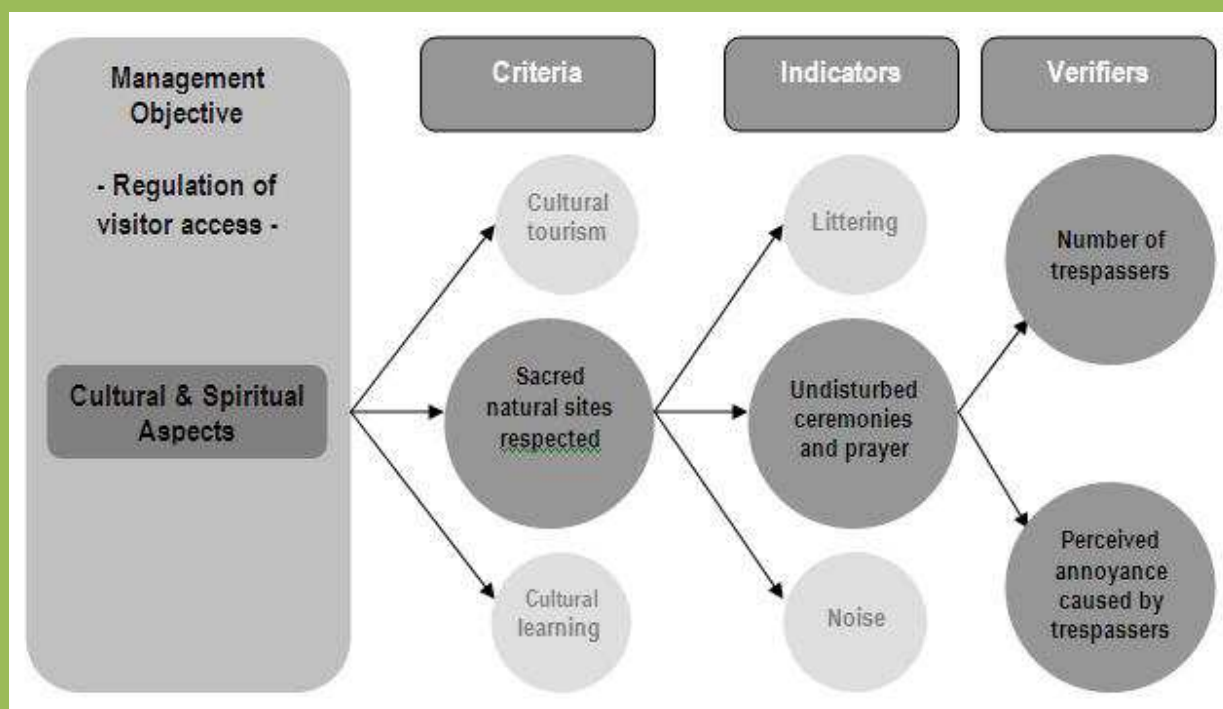 Management
Objective
- Regulation of
visitor access -
Cultural & Spiritual
Aspects
Criteria
Cultural
tourism
Sacred
natural sites
respected
Cultural
learning
Indicators
Littering
Undisturbed
ceremonies
and prayer
Noise
Verifiers
Number of
trespassers
Perceived
annoyance
caused by
trespassers